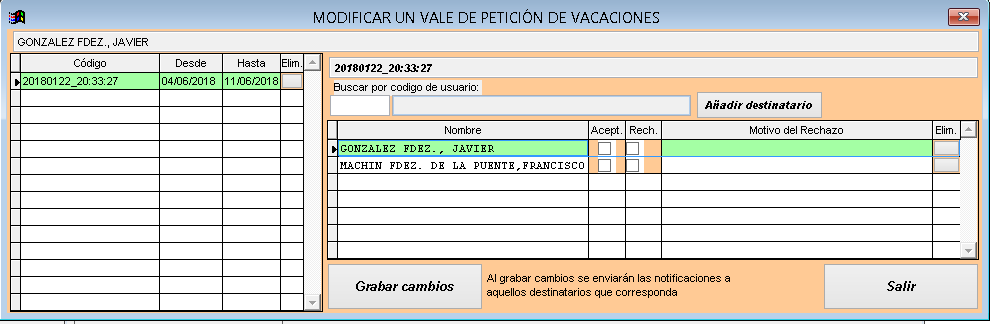 MODIFICAR UN VALE DE PETICIÓN DE VACACIONES
GONZALEZ FDEZ., JAVIER
Código Desde Hasta Elim.
20180122_20:33:27 04/06/2018 11/06/2018
20180122_20:33:27
Buscar por codigo de usuario:
Añadir destinatario
Nombre Acept. Rech. Motivo del Rechazo Elim.
GONZALEZ FDEZ., JAVIER
MACHIN FDEZ. DE LA PUENTE,FRANCISCO
Grabar cambios
Al grabar cambios se enviarán las notificaciones a
aquellos destinatarios que corresponda
Salir